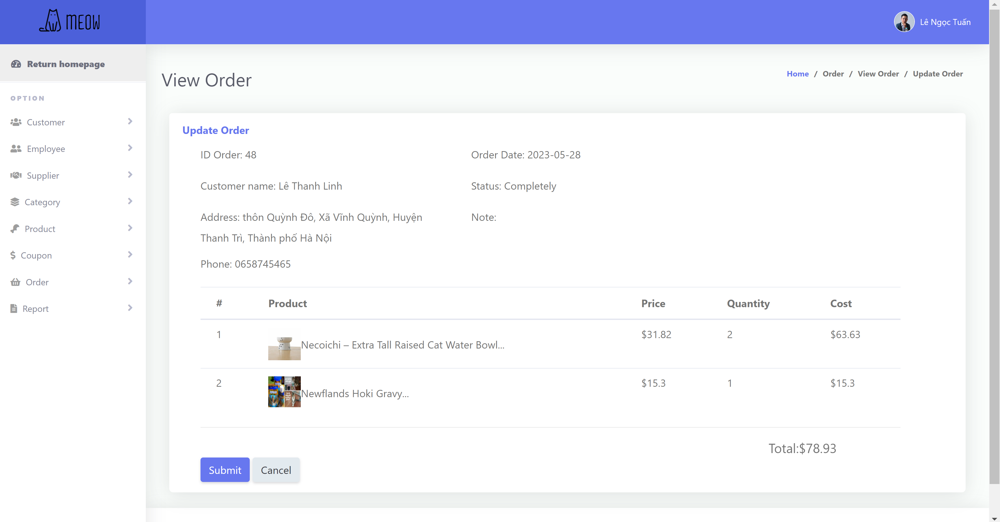 MEOW
Lê Ngọc Tuấn
Return homepage
OPTION
Customer
Employee
Supplier
Category
Product
Coupon
Order
Report
View Order
Home / Order / View Order / Update Order
Update Order
ID Order: 48
Order Date: 2023-05-28
Customer name: Lê Thanh Linh
Status: Completely
Address: thôn Quỳnh Đô, Xã Vĩnh Quỳnh, Huyện
Thanh Trì, Thành phố Hà Nội
Note:
Phone: 0658745465
# Product Price Quantity Cost
1 Necoichi – Extra Tall Raised Cat Water Bowl... $31.82 2 $63.63
2 Newflands Hoki Gravy... $15.3 1 $15.3
Total:$78.93
Submit Cancel